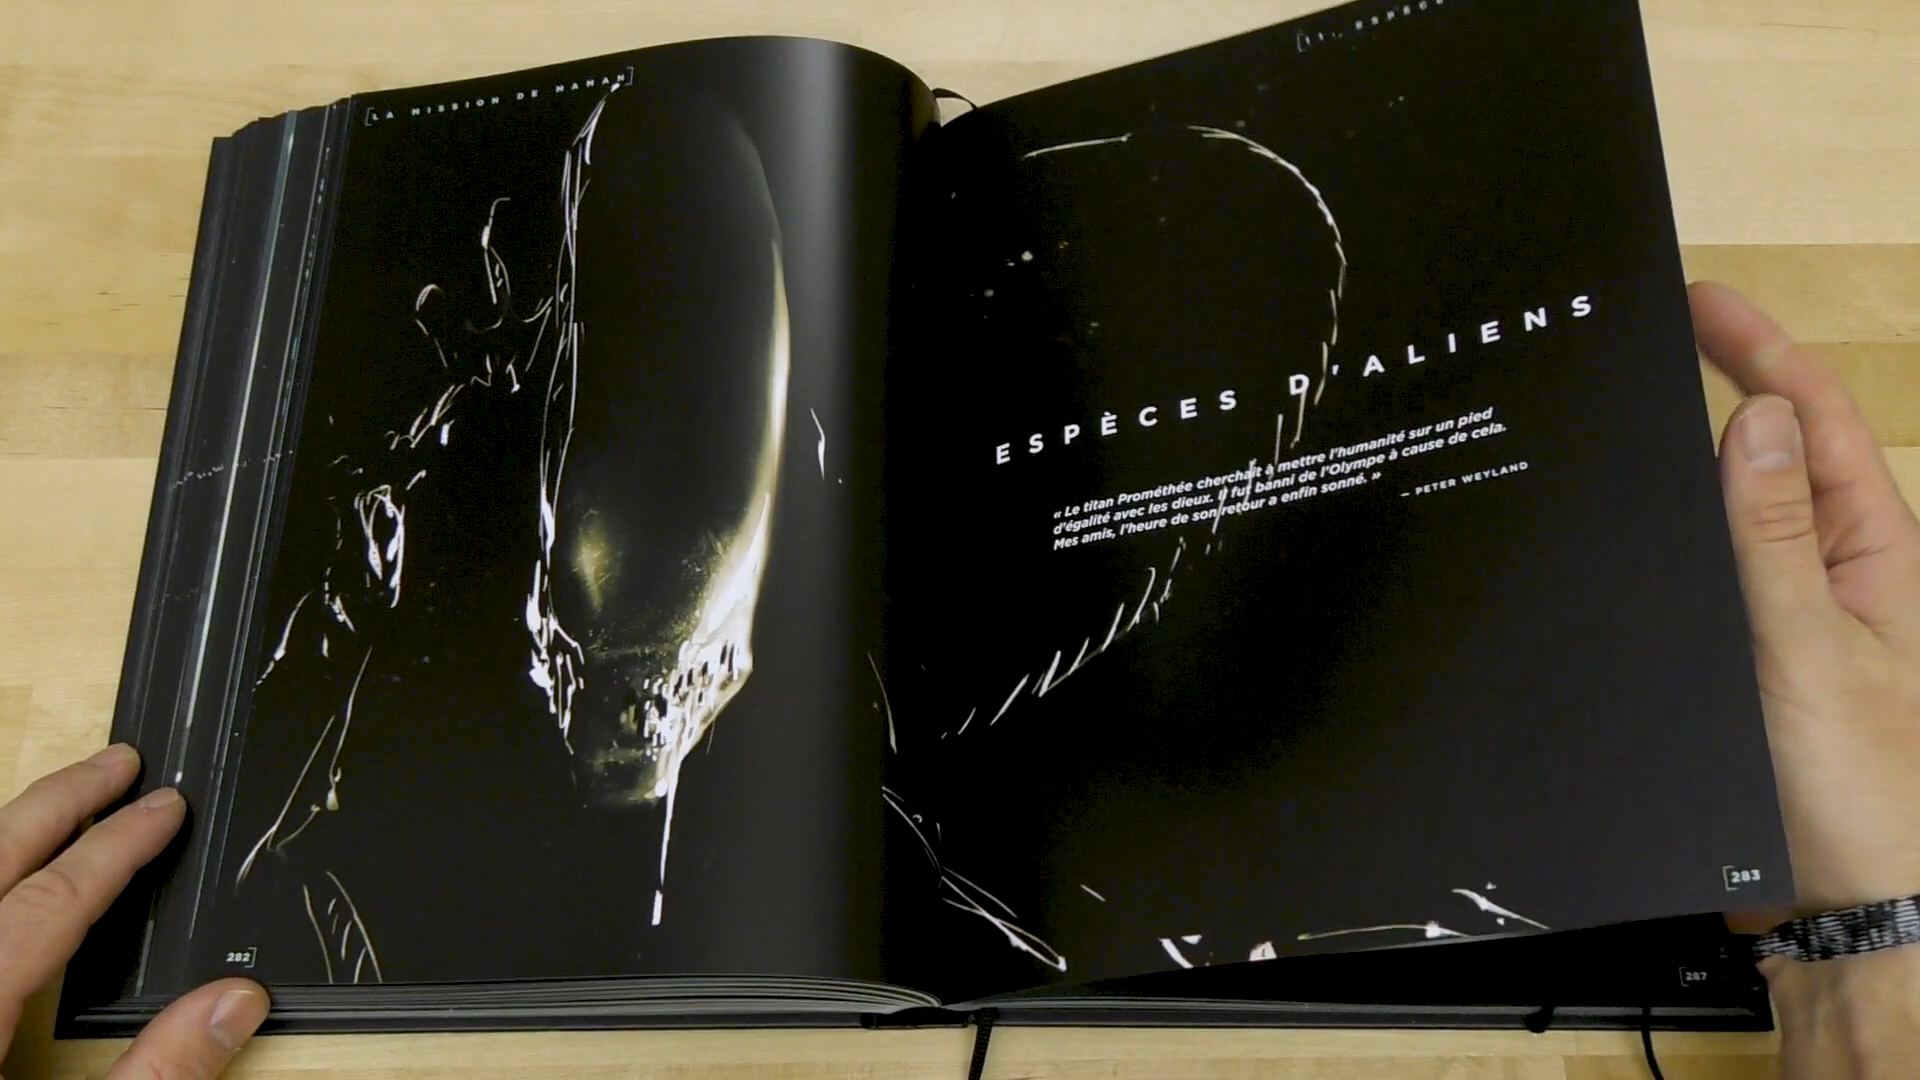 [LA MISSION DE MAMAN]
ESPÈCES D'ALIENS
« Le titan Prométhée cherchait à mettre l'humanité sur un pied
d'égalité avec les dieux. Il fut banni de l'Olympe à cause de cela.
Mes amis, l'heure de son retour a enfin sonné. »
— PETER WEYLAND
282]
[283
[287